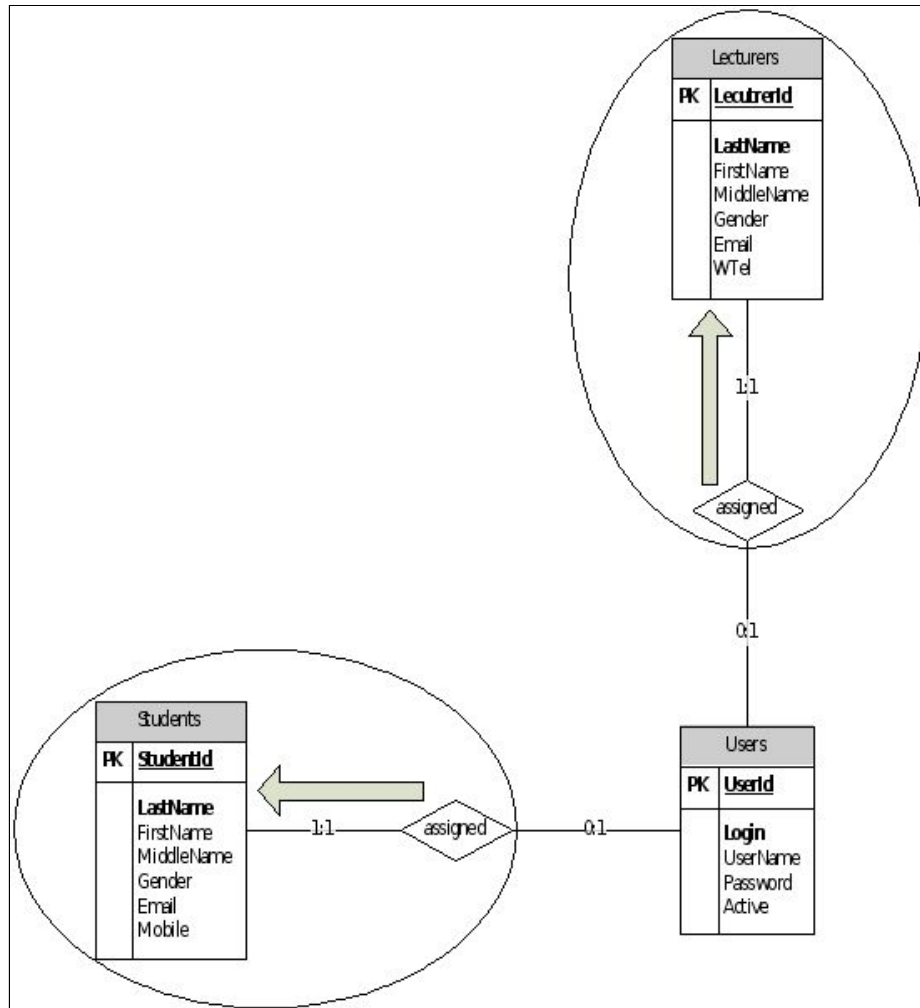 Lecturers
PK LecutrerId
LastName
FirstName
MiddleName
Gender
Email
WTel
1:1
assigned
0:1
Students
PK StudentId
LastName
FirstName
MiddleName
Gender
Email
Mobile
1:1
assigned
0:1
Users
PK UserId
Login
UserName
Password
Active